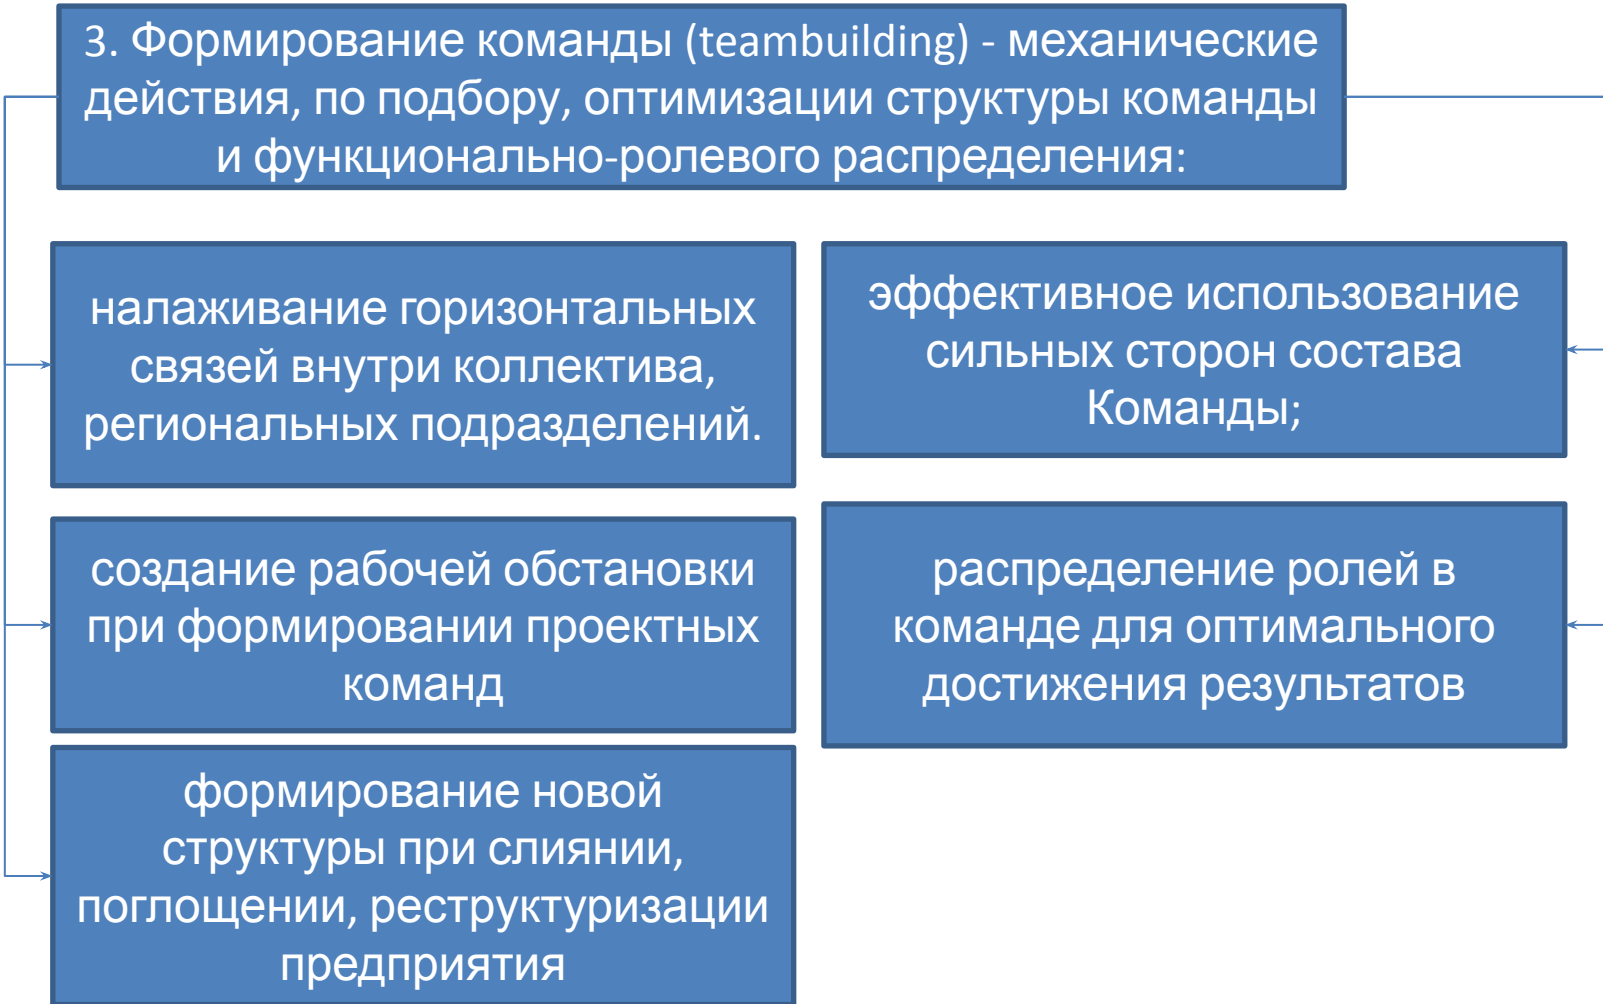 3. Формирование команды (teambuilding) - механические
действия, по подбору, оптимизации структуры команды
и функционально-ролевого распределения:
налаживание горизонтальных
связей внутри коллектива,
региональных подразделений.
создание рабочей обстановки
при формировании проектных
команд
формирование новой
структуры при слиянии,
поглощении, реструктуризации
предприятия
эффективное использование
сильных сторон состава
Команды;
распределение ролей в
команде для оптимального
достижения результатов